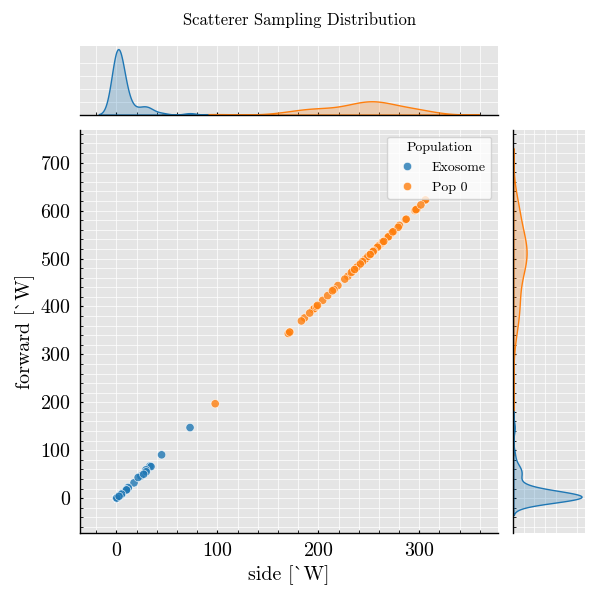 Scatterer Sampling Distribution
Population
Exosome
Pop 0
700
600
500
400
300
200
100
0
forward [`W]
0 100 200 300
side [`W]